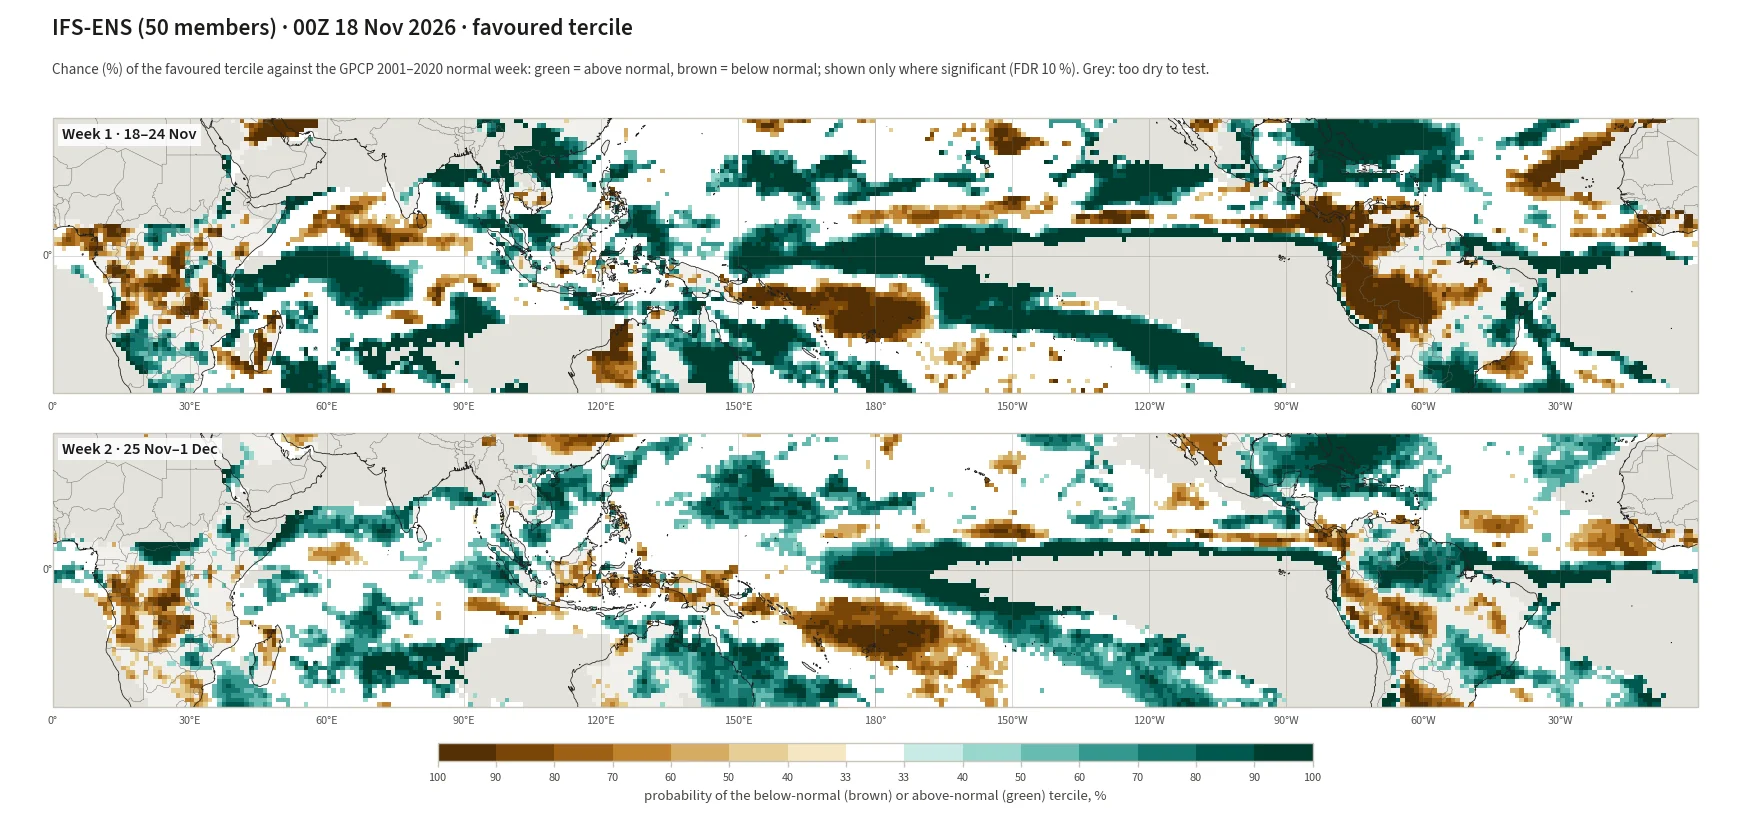 IFS-ENS (50 members) · 00Z 18 Nov 2026 · favoured tercile
Chance (%) of the favoured tercile against the GPCP 2001–2020 normal week: green = above normal, brown = below normal; shown only where significant (FDR 10 %). Grey: too dry to test.
Week 1 · 18–24 Nov
0°
0° 30°E 60°E 90°E 120°E 150°E 180° 150°W 120°W 90°W 60°W 30°W
Week 2 · 25 Nov–1 Dec
0°
0° 30°E 60°E 90°E 120°E 150°E 180° 150°W 120°W 90°W 60°W 30°W
100 90 80 70 60 50 40 33 33 40 50 60 70 80 90 100
probability of the below-normal (brown) or above-normal (green) tercile, %